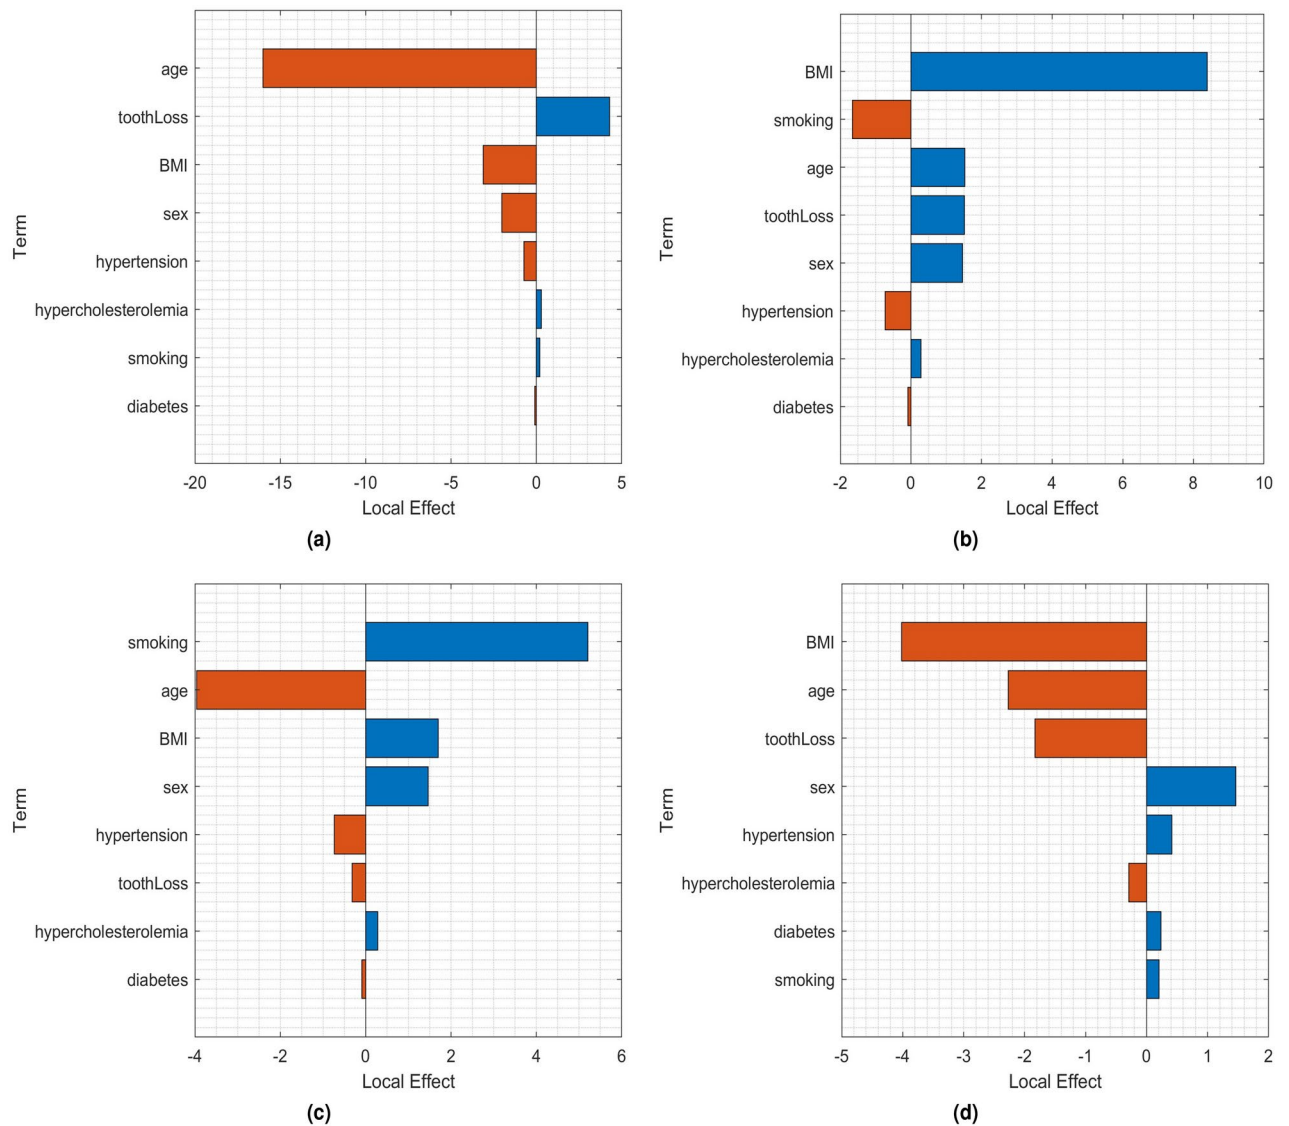 Term
age
toothLoss
BMI
sex
hypertension
hypercholesterolemia
smoking
diabetes
-20 -15 -10 -5 0 5
Local Effect
(a)
Term
BMI
smoking
age
toothLoss
sex
hypertension
hypercholesterolemia
diabetes
-2 0 2 4 6 8 10
Local Effect
(b)
Term
smoking
age
BMI
sex
hypertension
toothLoss
hypercholesterolemia
diabetes
-4 -2 0 2 4 6
Local Effect
(c)
Term
BMI
age
toothLoss
sex
hypertension
hypercholesterolemia
diabetes
smoking
-5 -4 -3 -2 -1 0 1 2
Local Effect
(d)